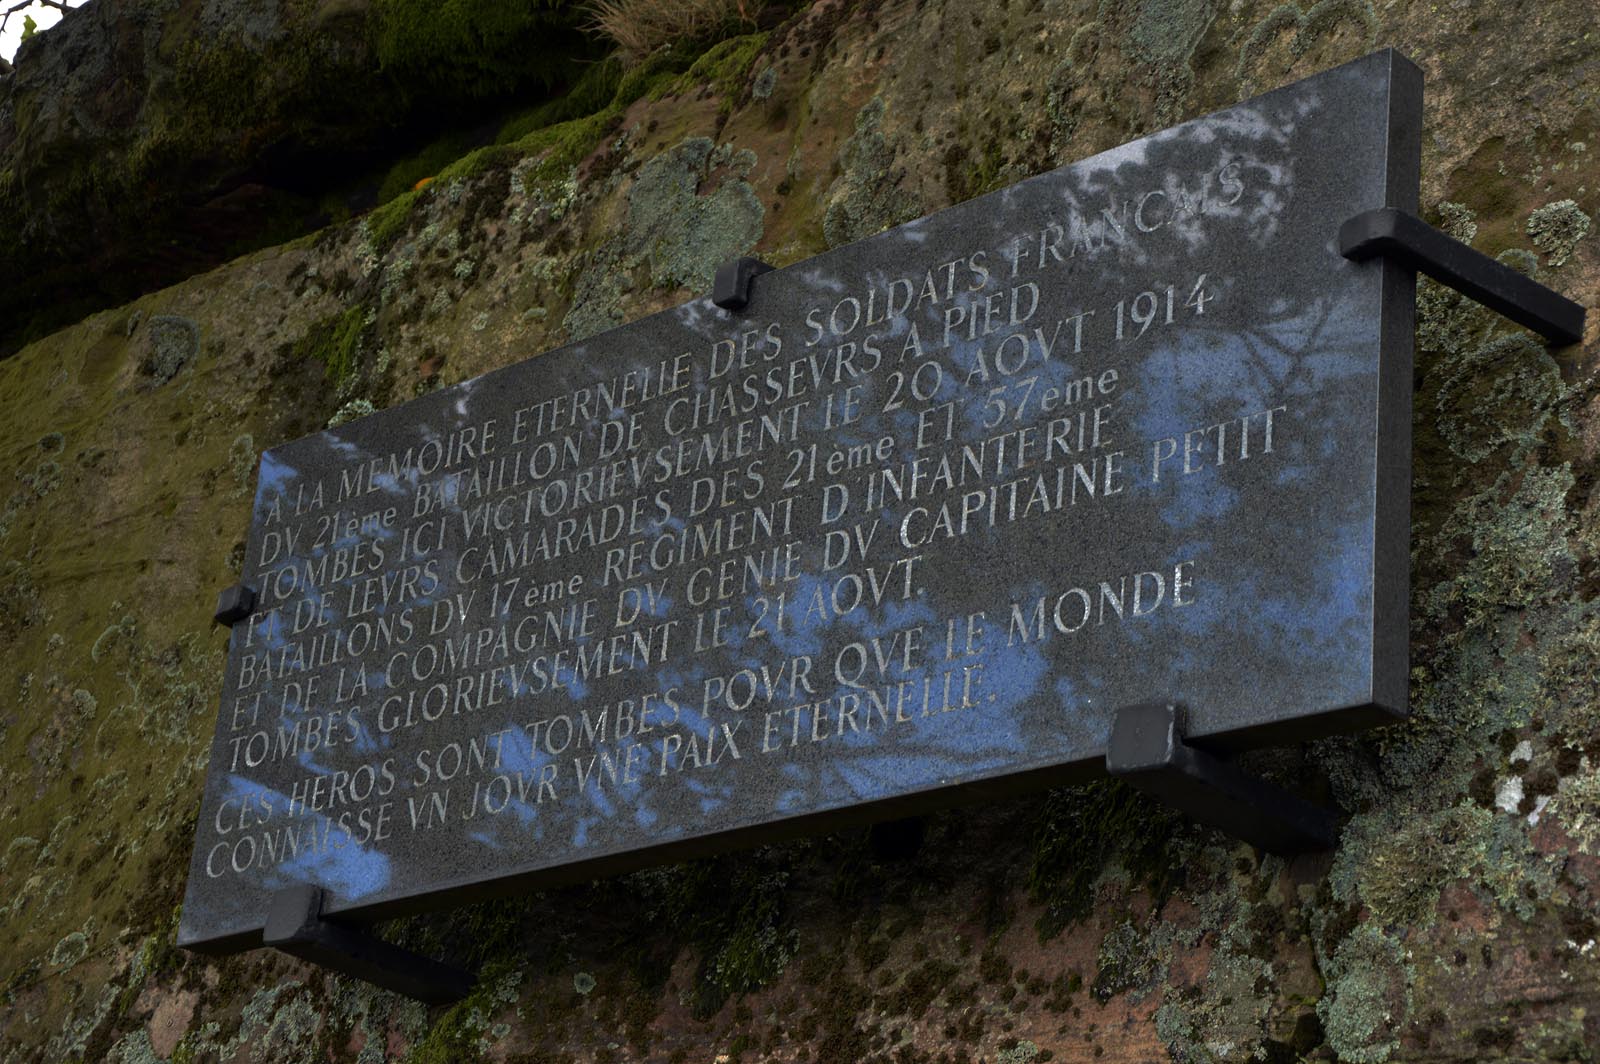 A LA MEMOIRE ETERNELLE DES SOLDATS FRANCAIS
DV 21ème BATAILLON DE CHASSEVRS A PIED
TOMBES ICI VICTORIEVSEMENT LE 20 AOVT 1914
ET DE LEVRS CAMARADES DES 21ème ET 57eme
BATAILLONS DV 17ème REGIMENT D'INFANTERIE
ET DE LA COMPAGNIE DV GENIE DV CAPITAINE PETIT
TOMBES GLORIEVSEMENT LE 21 AOVT.
CES HEROS SONT TOMBES POVR QVE LE MONDE
CONNAISSE VN JOVR VNE PAIX ETERNELLE.